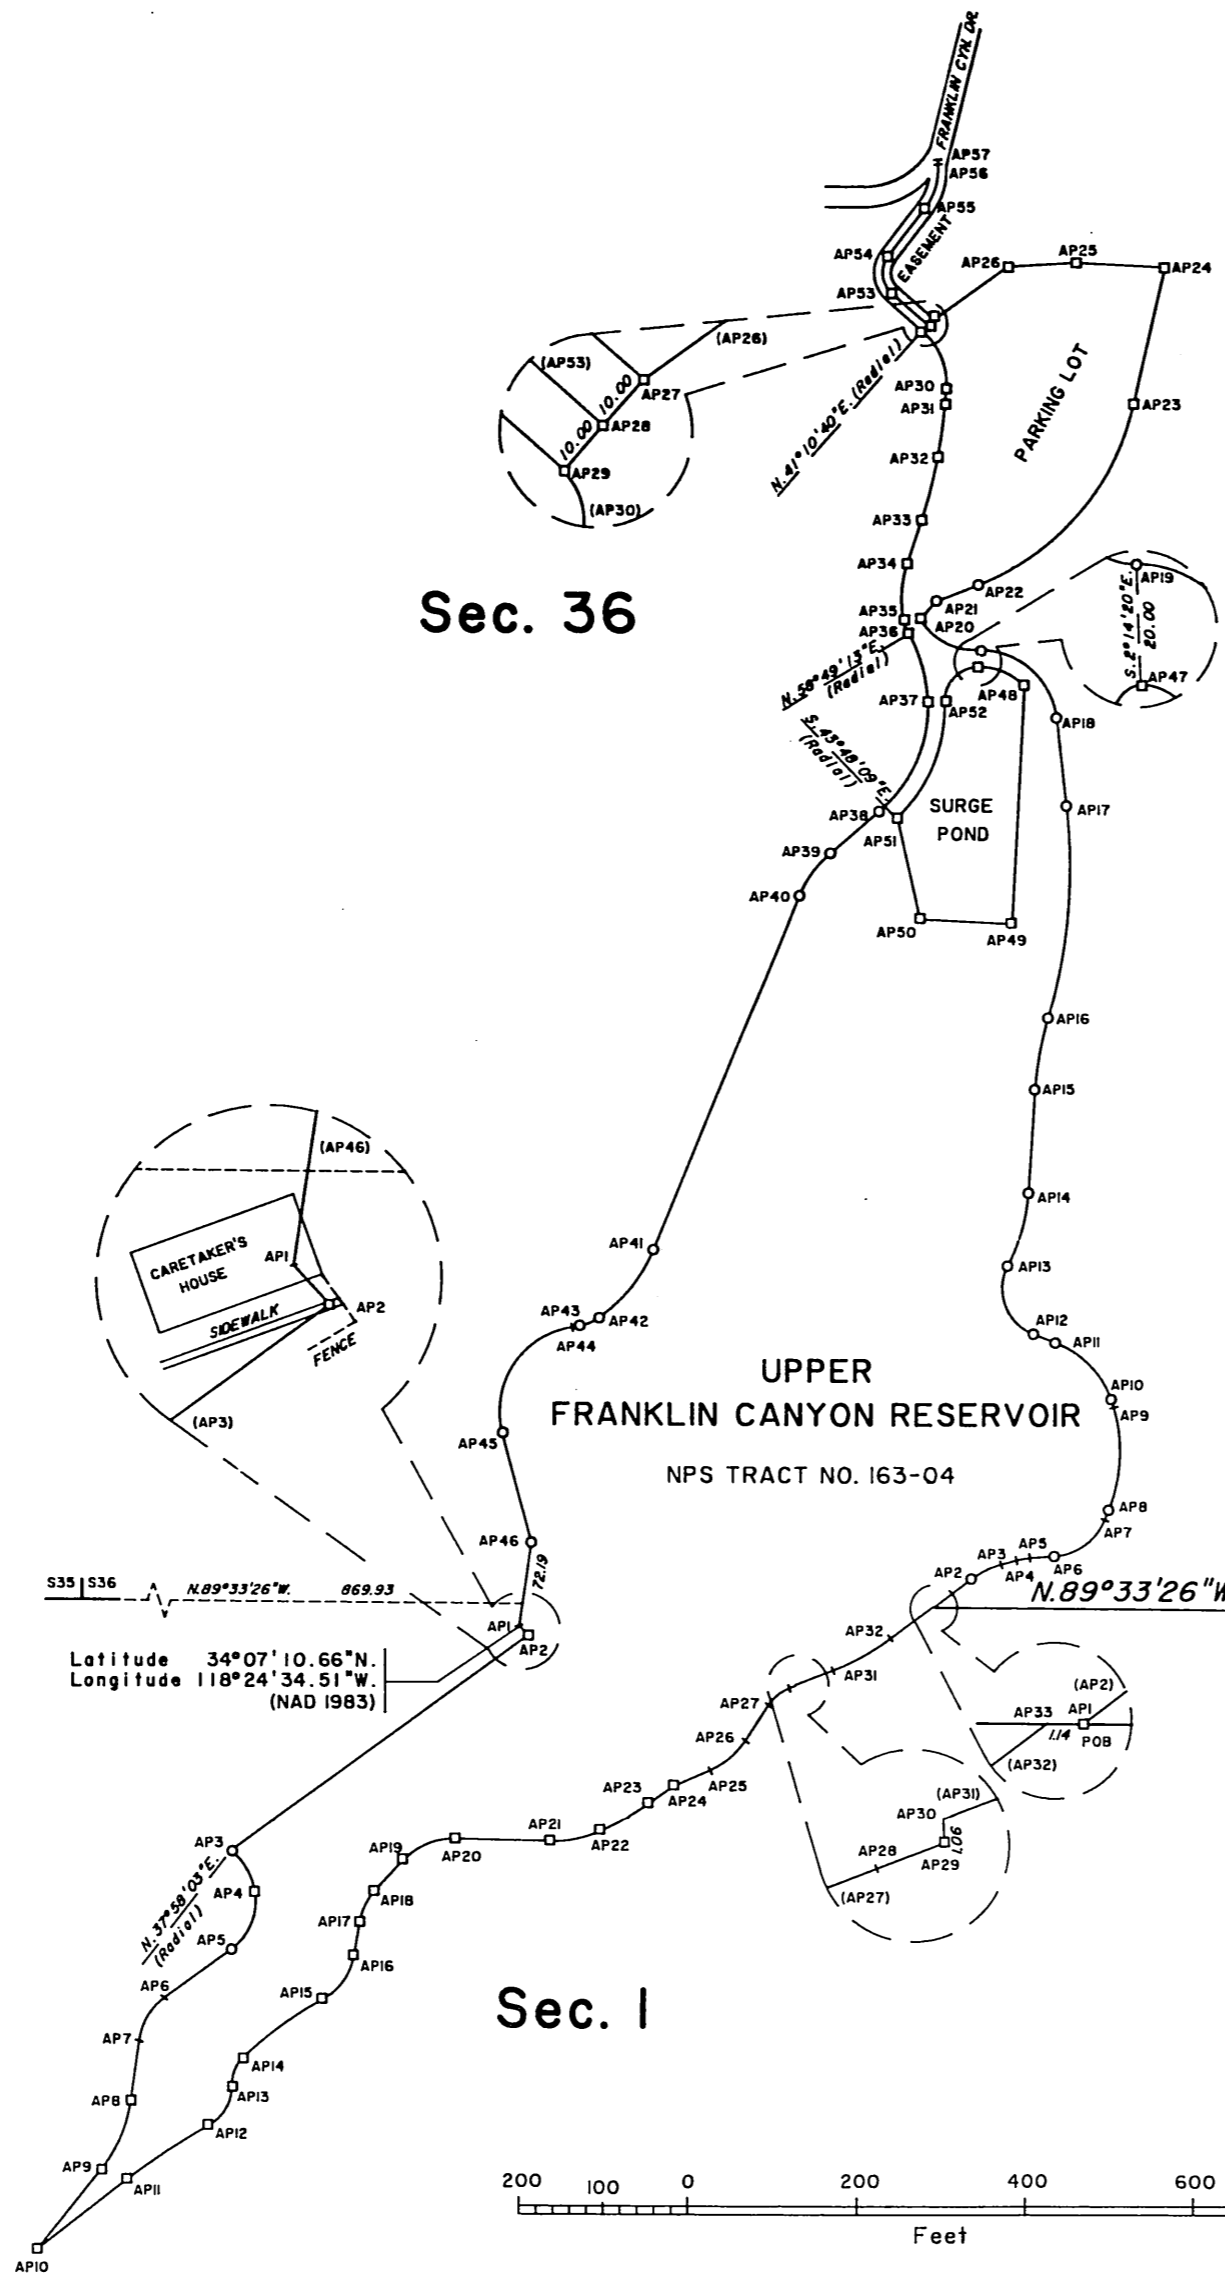 FRANKLIN CYN. DR.
AP57
AP56
AP55
EASEMENT
AP54
AP53
AP26
AP25
AP24
(AP26)
(AP53)
AP27
10.00
AP28
10.00
AP29
(AP30)
N.41°10'40"E. (Radial)
AP30
AP31
PARKING LOT
AP23
AP32
AP33
AP34
Sec. 36
AP22
AP21
AP35
AP20
AP36
AP19
S.2°14'20"E.
20.00
AP47
N.58°49'13"E.
(Radial)
AP37
AP52
AP48
AP18
S.43°48'09"E.
(Radial)
AP38
AP51
SURGE
POND
AP17
AP39
AP40
AP50
AP49
AP16
AP15
AP14
(AP46)
CARETAKER'S
HOUSE
AP1
AP2
SIDEWALK
FENCE
(AP3)
AP41
AP13
AP43
AP42
AP44
AP12
AP11
UPPER
FRANKLIN CANYON RESERVOIR
NPS TRACT NO. 163-04
AP10
AP9
AP45
AP8
AP7
AP46
72.19
AP5
AP3
AP4
AP6
AP2
S35 S36
N.89°33'26"W. 869.93
N.89°33'26"W
AP1
AP2
Latitude 34°07'10.66"N.
Longitude 118°24'34.51"W.
(NAD 1983)
AP32
AP31
(AP2)
AP33 AP1
1.14 POB
(AP32)
AP27
AP26
AP25
AP23
AP24
(AP31)
AP30
1.06
AP28
AP29
(AP27)
AP21
AP22
AP19
AP20
AP3
N.37°58'03"E.
(Radial)
AP4
AP18
AP17
AP5
AP16
AP6
AP15
Sec. 1
AP7
AP14
AP13
AP8
AP12
AP9
AP11
AP10
200 100 0 200 400 600
Feet